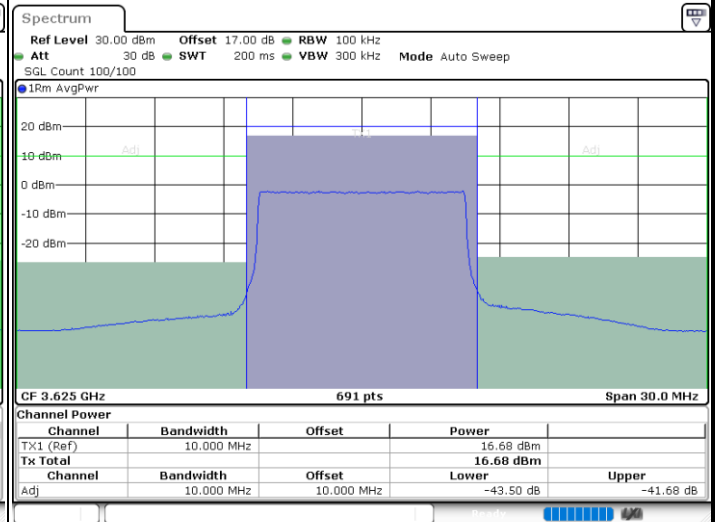 Spectrum
Ref Level 30.00 dBm Offset 17.00 dB RBW 100 kHz
Att 30 dB SWT 200 ms VBW 300 kHz Mode Auto Sweep
SGL Count 100/100
1Rm AvgPwr
20 dBm
TX1
Adj
Adj
10 dBm
0 dBm
-10 dBm
-20 dBm
CF 3.625 GHz 691 pts Span 30.0 MHz
Channel Power
Channel Bandwidth Offset Power
TX1 (Ref) 10.000 MHz 16.68 dBm
Tx Total 16.68 dBm
Channel Bandwidth Offset Lower Upper
Adj 10.000 MHz 10.000 MHz -43.50 dB -41.68 dB
Ready